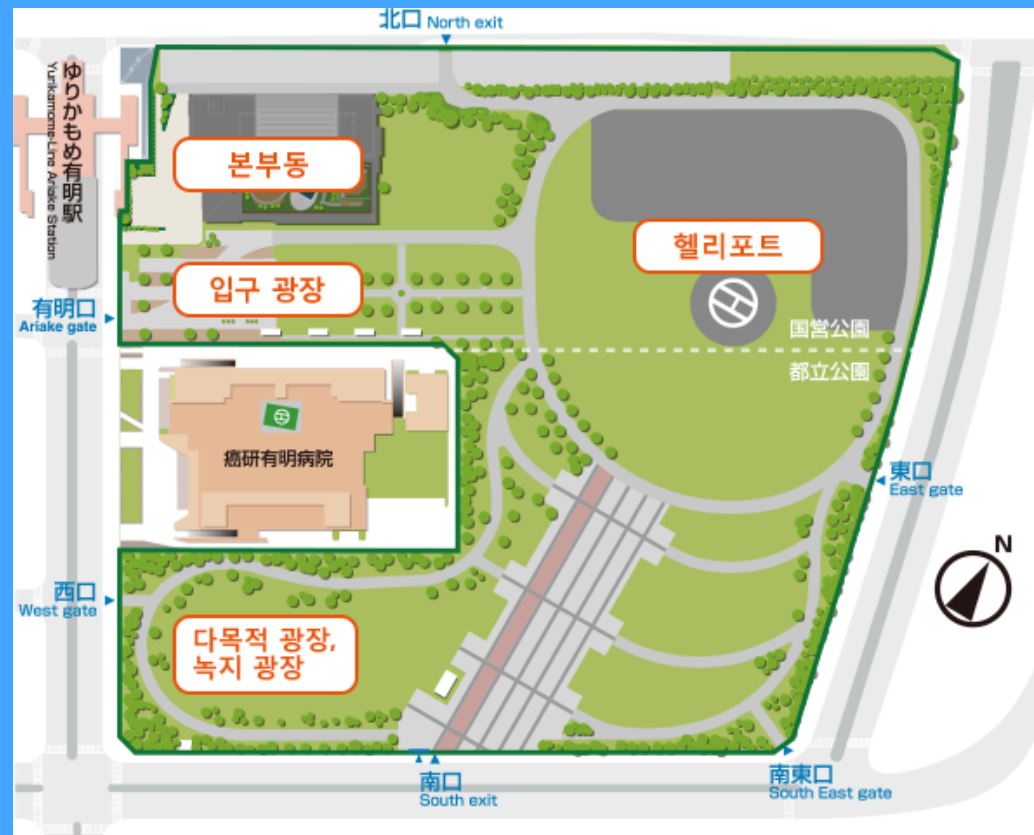 北口 North exit
ゆりかもめ有明駅
Yurikamome-Line Ariake Station
본부동
헬리포트
입구 광장
有明口
Ariake gate
国営公園
都立公園
癌研有明病院
東口
East gate
N
西口
West gate
다목적 광장,
녹지 광장
南口
South exit
南東口
South East gate